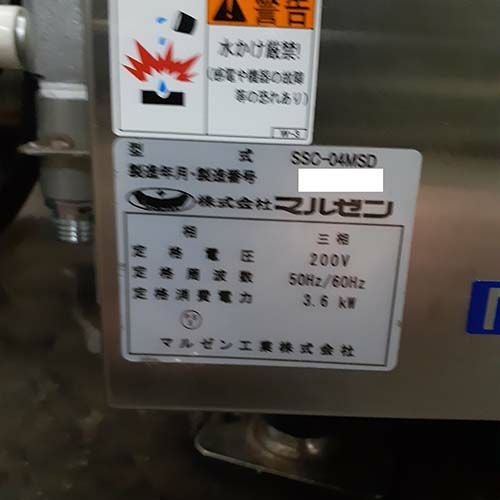 警告
水かけ厳禁!
(感電や機器の故障
等の恐れあり)
W-3
型式 SSC-04MSD
製造年月・製造番号
株式会社マルゼン
相 三相
定格電圧 200V
定格周波数 50Hz/60Hz
定格消費電力 3.6 kW
マルゼン工業株式会社